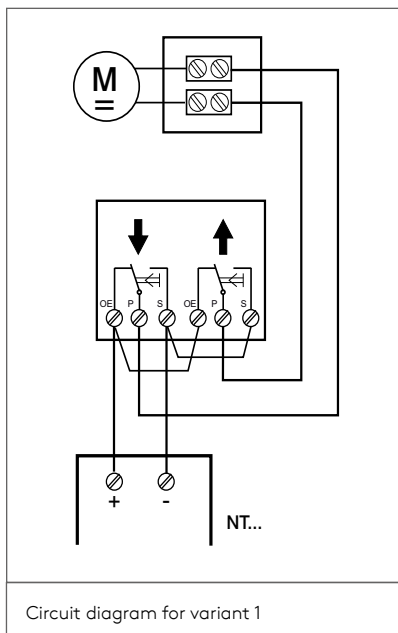 M
=
OE P S OE P S
+ -
NT...
Circuit diagram for variant 1